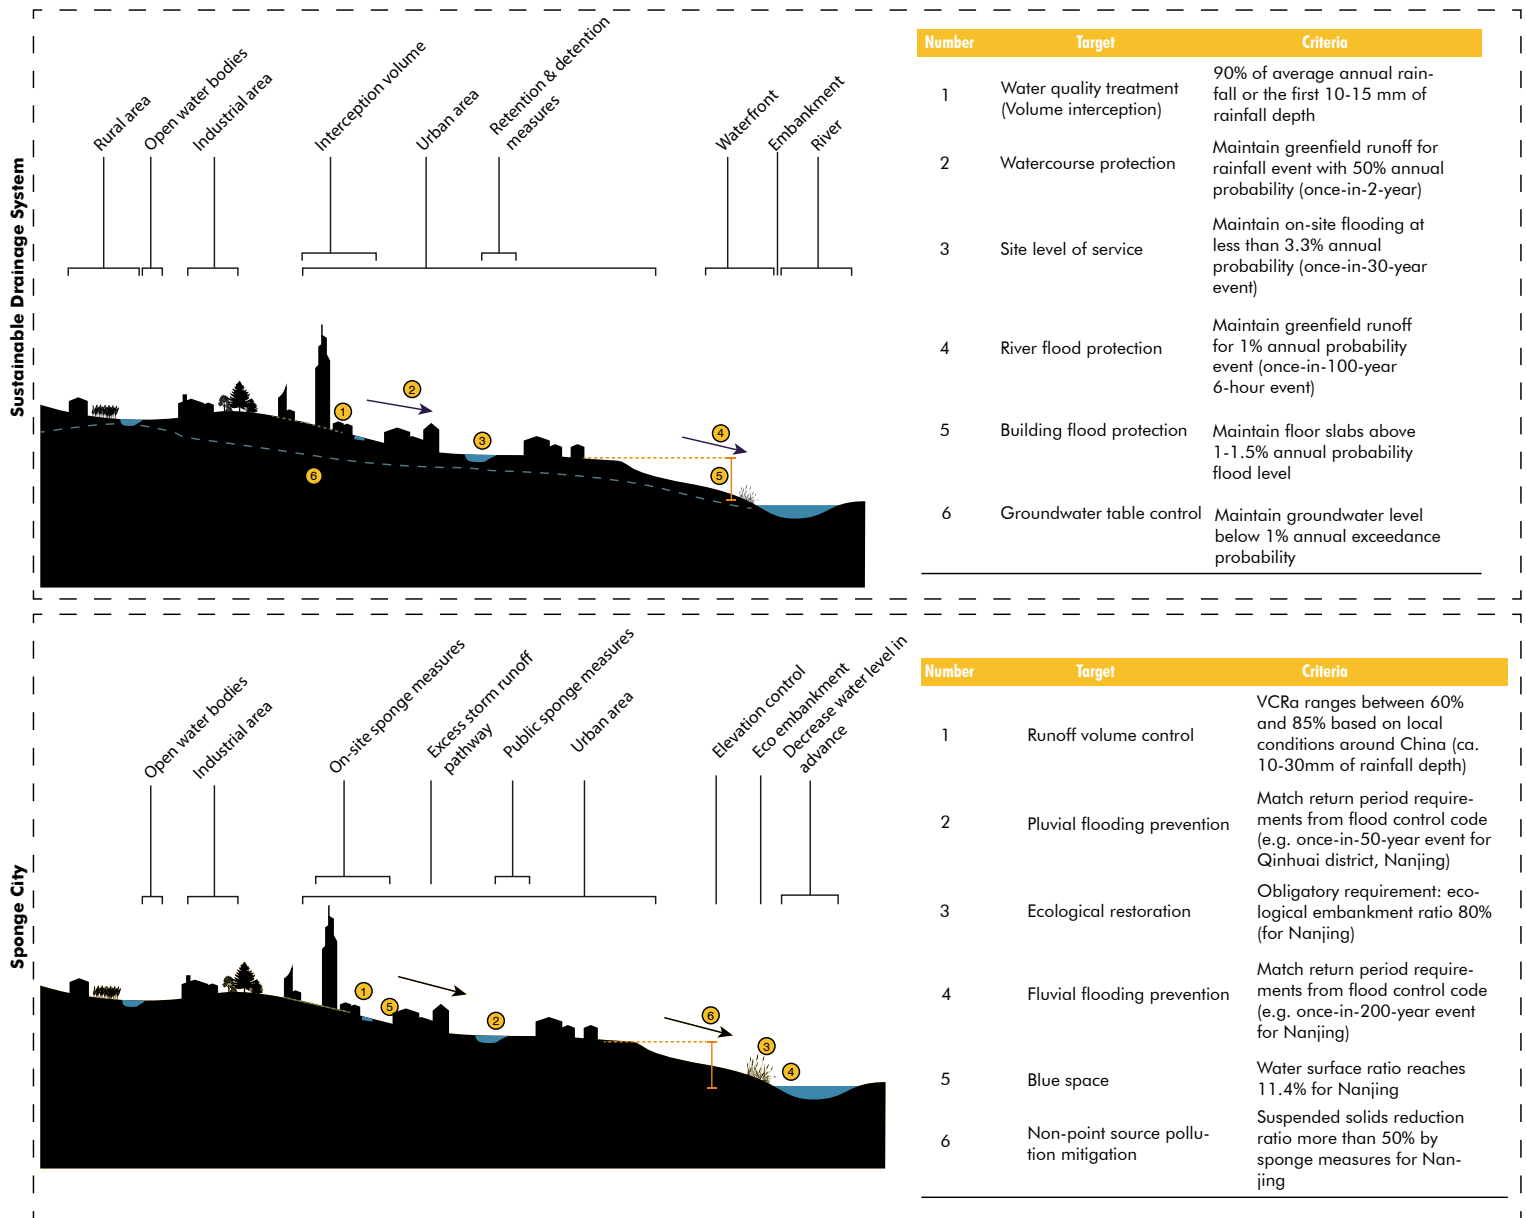 Sustainable Drainage System
Rural area
Open water bodies
Industrial area
Interception volume
Urban area
Retention & detention
measures
Waterfront
Embankment
River
1
2
3
4
5
6
Number Target Criteria
1 Water quality treatment
(Volume interception)
90% of average annual rain-
fall or the first 10-15 mm of
rainfall depth
2 Watercourse protection
Maintain greenfield runoff for
rainfall event with 50% annual
probability (once-in-2-year)
3 Site level of service
Maintain on-site flooding at
less than 3.3% annual
probability (once-in-30-year
event)
4 River flood protection
Maintain greenfield runoff
for 1% annual probability
event (once-in-100-year
6-hour event)
5 Building flood protection
Maintain floor slabs above
1-1.5% annual probability
flood level
6 Groundwater table control
Maintain groundwater level
below 1% annual exceedance
probability
Sponge City
Open water bodies
Industrial area
On-site sponge measures
Excess storm runoff
pathway
Public sponge measures
Urban area
Elevation control
Eco embankment
Decrease water level in
advance
1
5
2
6
3
4
Number Target Criteria
1 Runoff volume control
VCRa ranges between 60%
and 85% based on local
conditions around China (ca.
10-30mm of rainfall depth)
2 Pluvial flooding prevention
Match return period require-
ments from flood control code
(e.g. once-in-50-year event for
Qinhuai district, Nanjing)
3 Ecological restoration
Obligatory requirement: eco-
logical embankment ratio 80%
(for Nanjing)
4 Fluvial flooding prevention
Match return period require-
ments from flood control code
(e.g. once-in-200-year event
for Nanjing)
5 Blue space
Water surface ratio reaches
11.4% for Nanjing
6 Non-point source pollu-
tion mitigation
Suspended solids reduction
ratio more than 50% by
sponge measures for Nan-
jing